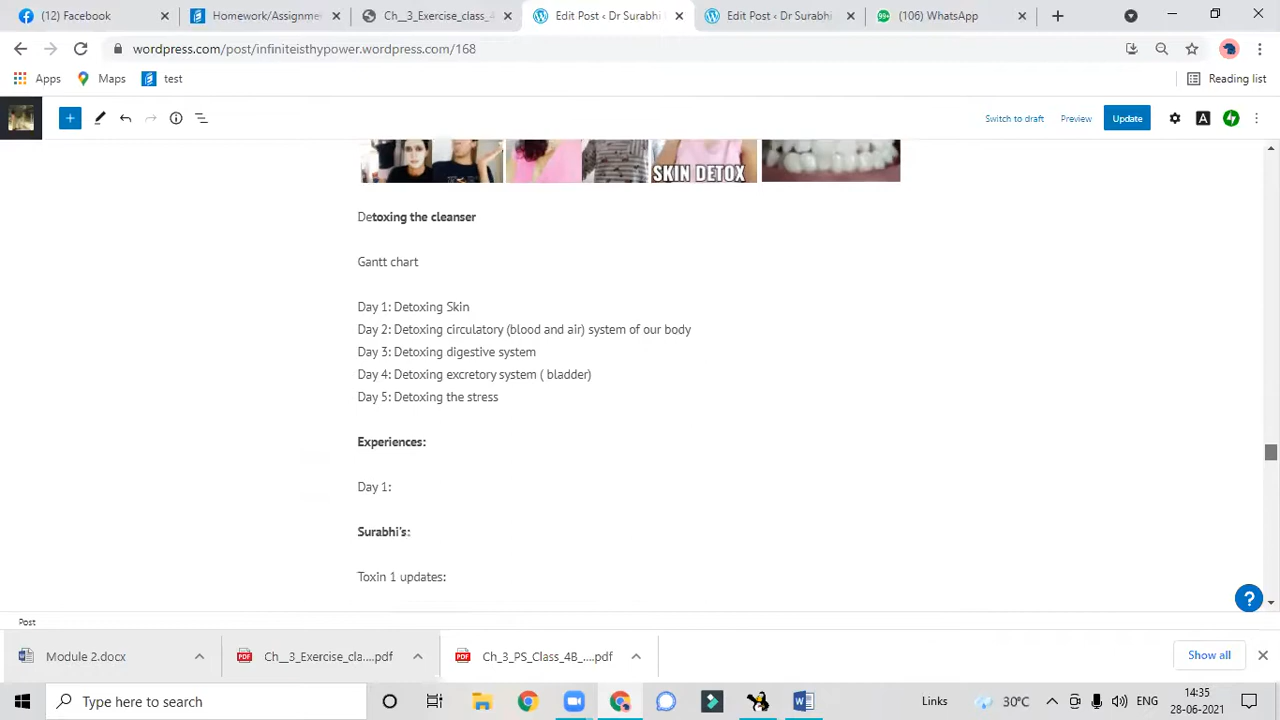 (12) Facebook
Homework/Assignme
Ch__3_Exercise_class_4
Edit Post ‹ Dr Surabhi
Edit Post ‹ Dr Surabhi
99+
(106) WhatsApp
wordpress.com/post/infiniteisthypower.wordpress.com/168
Apps
Maps
test
Reading list
Switch to draft
Preview
Update
SKIN DETOX
Detoxing the cleanser
Gantt chart
Day 1: Detoxing Skin
Day 2: Detoxing circulatory (blood and air) system of our body
Day 3: Detoxing digestive system
Day 4: Detoxing excretory system ( bladder)
Day 5: Detoxing the stress
Experiences:
Day 1:
Surabhi's:
Toxin 1 updates:
Post
Module 2.docx
Ch__3_Exercise_cla....pdf
Ch_3_PS_Class_4B_....pdf
Show all
Type here to search
Links
30°C
ENG
14:35
28-06-2021